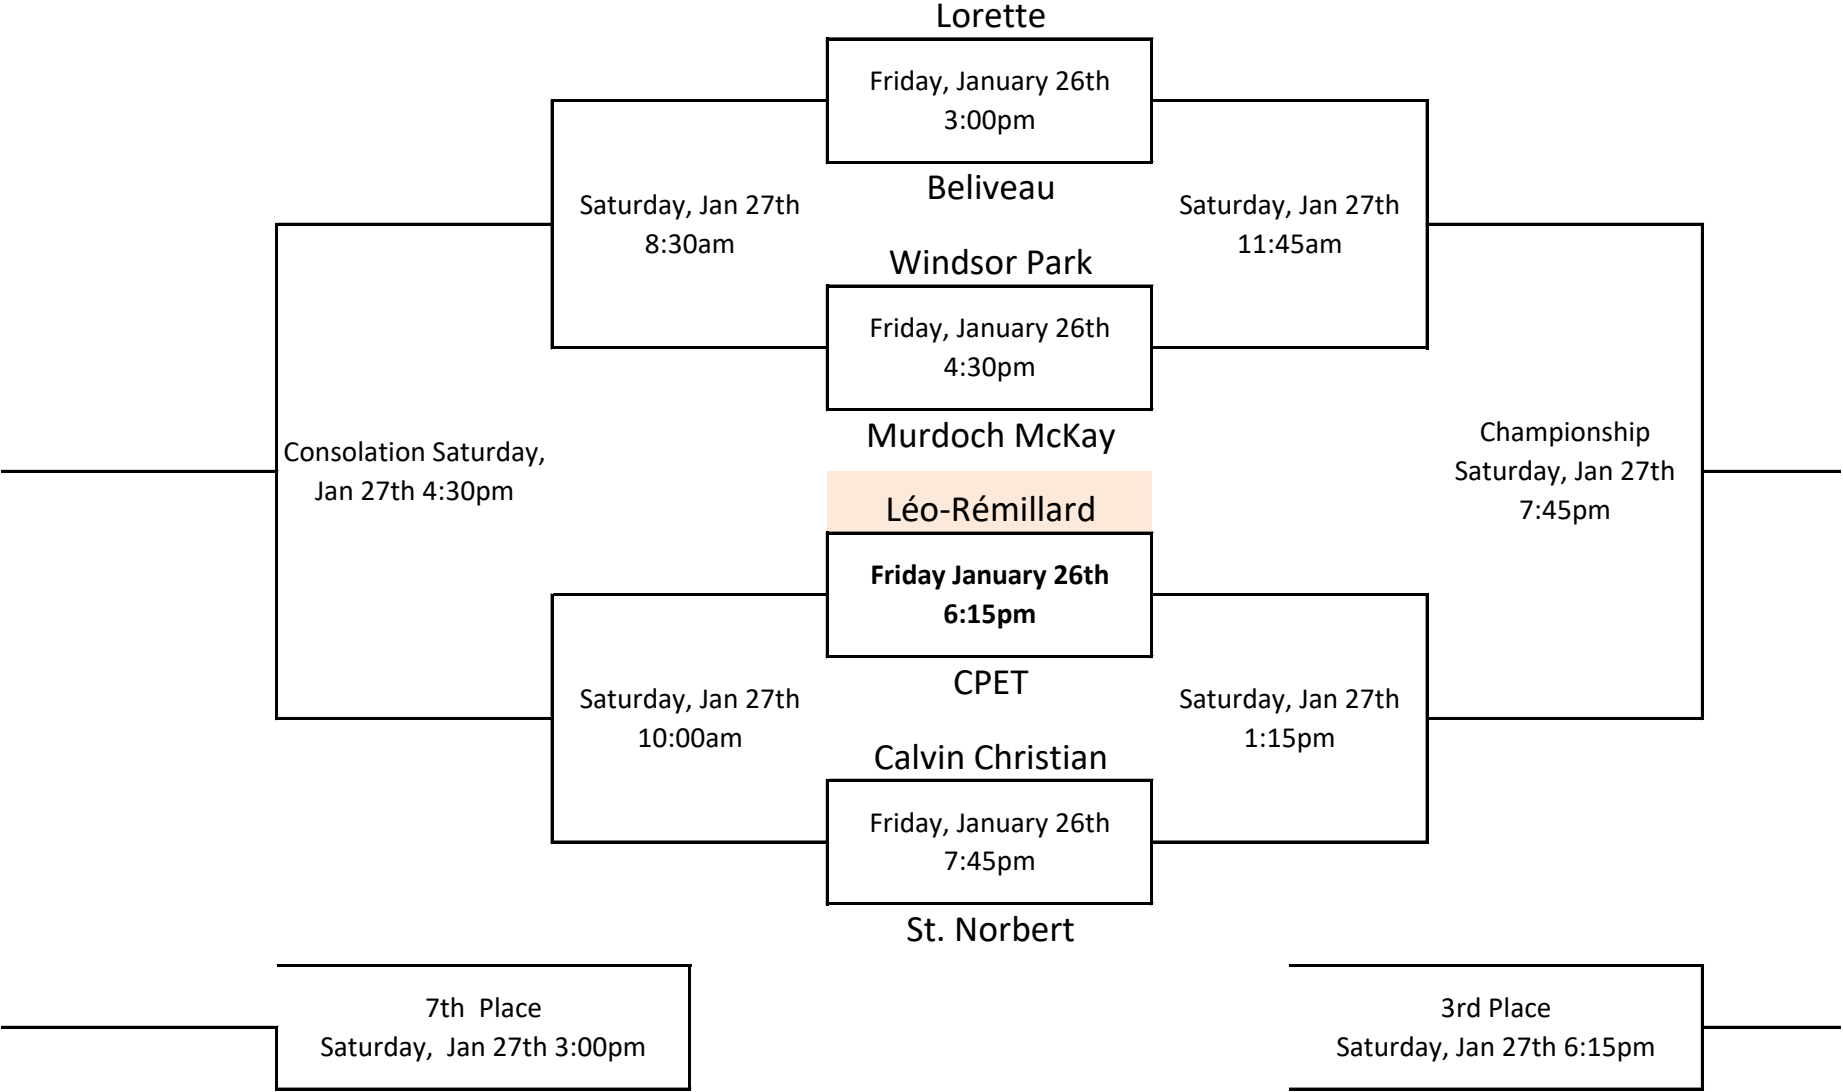 Lorette
Friday, January 26th
3:00pm
Beliveau
Saturday, Jan 27th
8:30am
Saturday, Jan 27th
11:45am
Windsor Park
Friday, January 26th
4:30pm
Murdoch McKay
Consolation Saturday,
Jan 27th 4:30pm
Championship
Saturday, Jan 27th
7:45pm
Léo-Rémillard
Friday January 26th
6:15pm
CPET
Saturday, Jan 27th
10:00am
Saturday, Jan 27th
1:15pm
Calvin Christian
Friday, January 26th
7:45pm
St. Norbert
7th  Place
Saturday,  Jan 27th 3:00pm
3rd Place
Saturday, Jan 27th 6:15pm